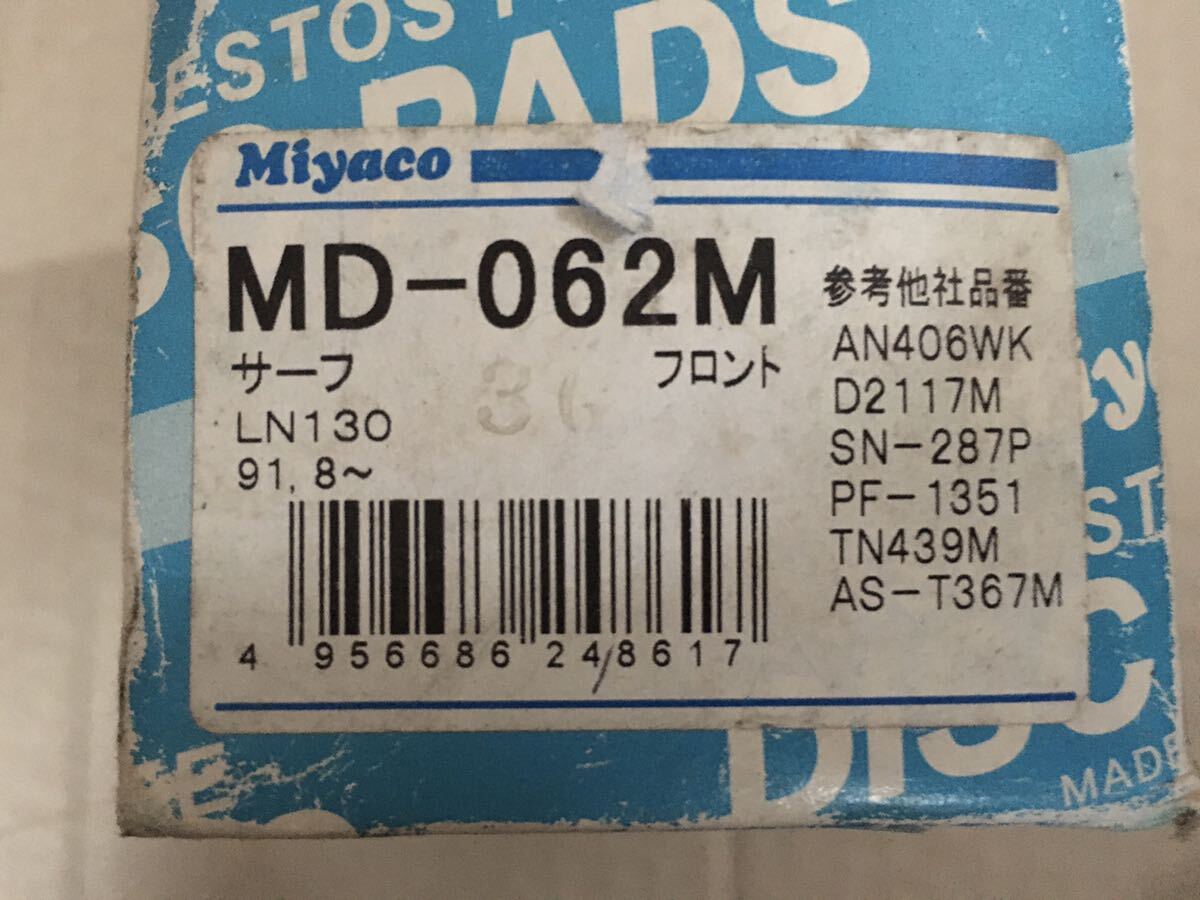 ESTOS
PADS
Miyaco
MD-062M
サーフ フロント
LN130
91, 8~
参考他社品番
AN406WK
D2117M
SN-287P
PF-1351
TN439M
AS-T367M
4 956686 248617
DISC
MADE